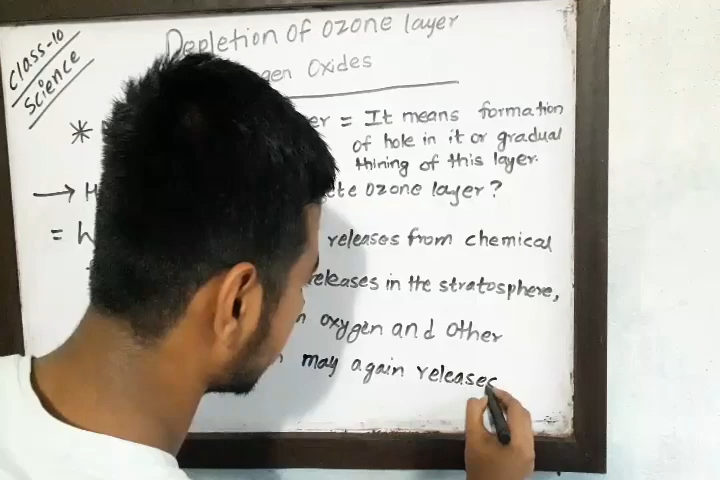 Class-10
Science
Depletion of ozone layer
gen Oxides
* er = It means formation
of hole in it or gradual
thining of this layer.
→ H ete ozone layer?
= releases from chemical
releases in the stratosphere,
n oxygen and other
may again releases